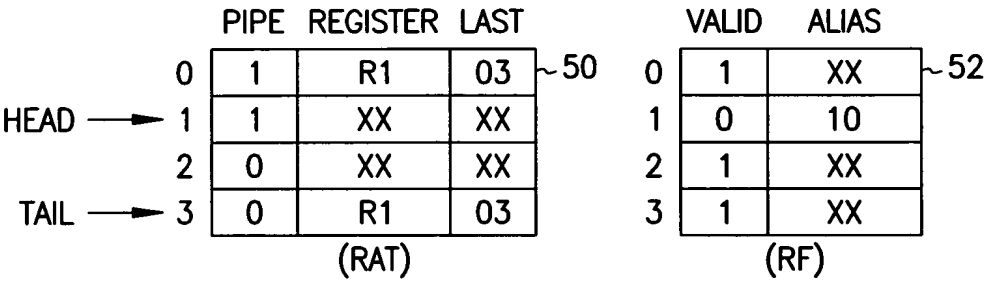 PIPE REGISTER LAST VALID ALIAS
0 1 R1 03 50 0 1 XX 52
HEAD 1 1 XX XX 1 0 10
2 0 XX XX 2 1 XX
TAIL 3 0 R1 03 3 1 XX
(RAT) (RF)